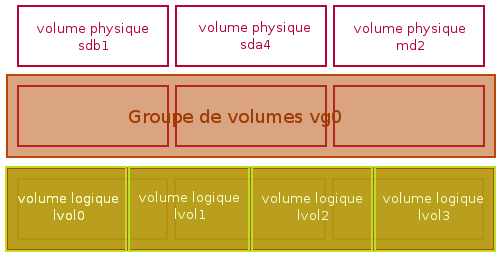 volume physique
sdb1
volume physique
sda4
volume physique
md2
Groupe de volumes vg0
volume logique
lvol0
volume logique
lvol1
volume logique
lvol2
volume logique
lvol3